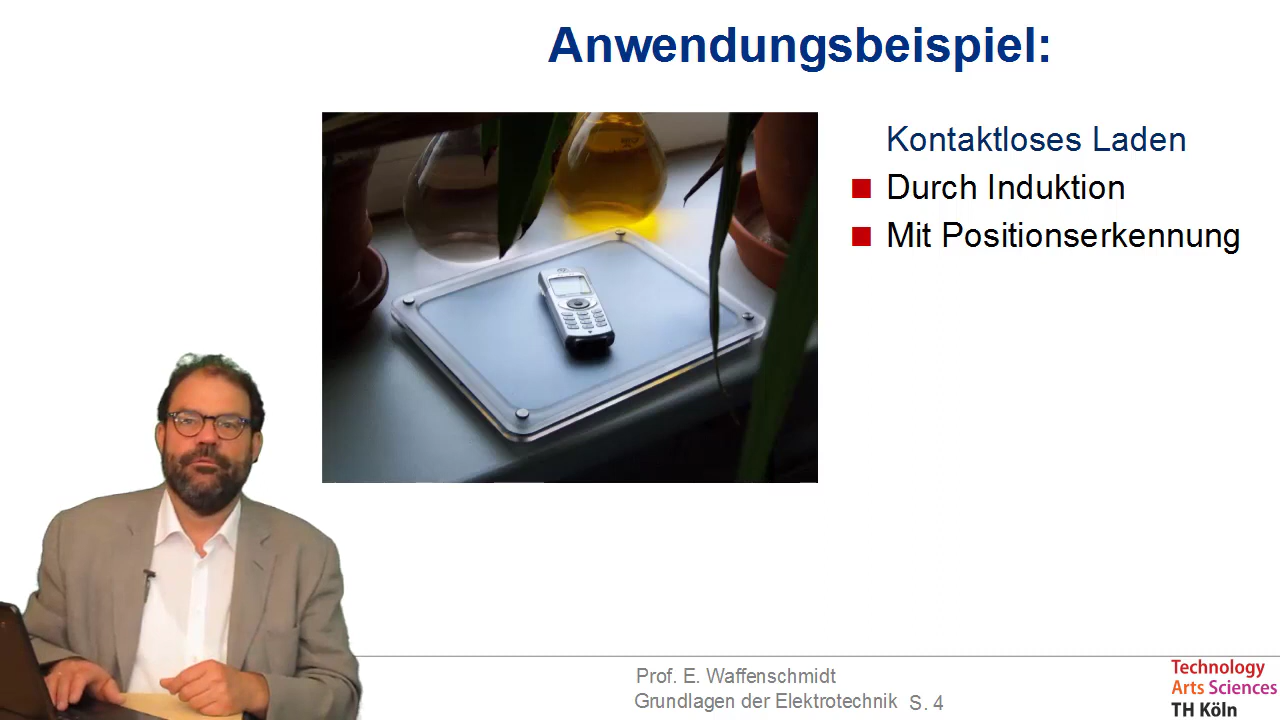 Anwendungsbeispiel:
Kontaktloses Laden
Durch Induktion
Mit Positionserkennung
Prof. E. Waffenschmidt
Grundlagen der Elektrotechnik S. 4
Technology
Arts Sciences
TH Köln